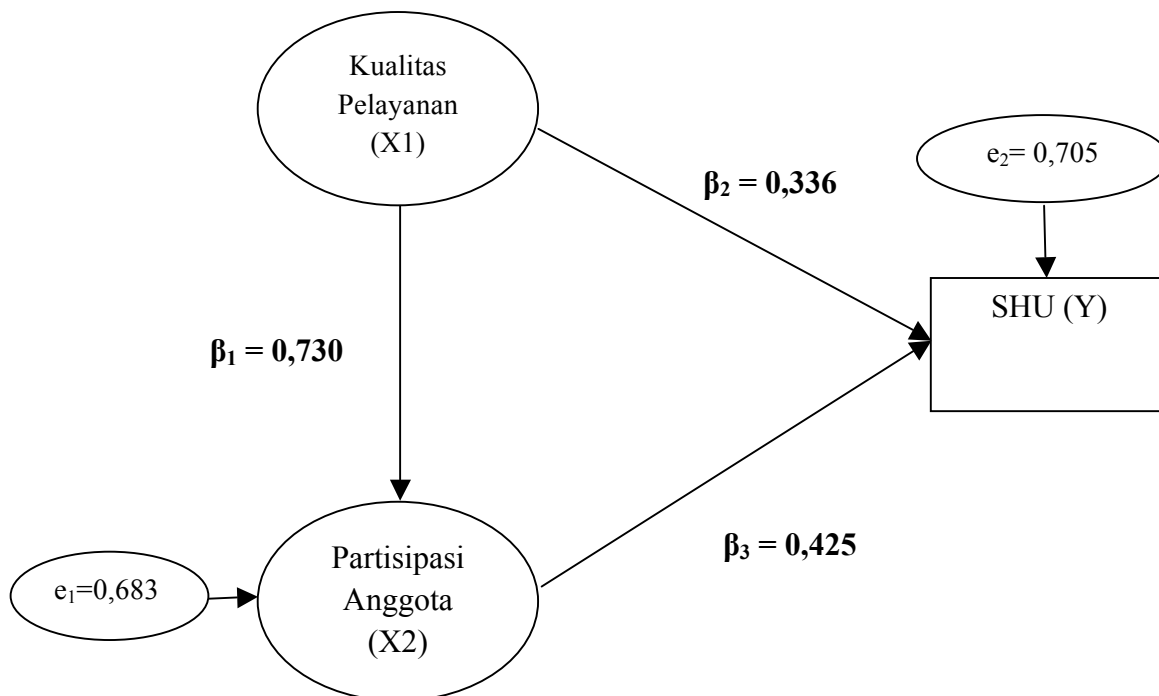 Kualitas
Pelayanan
(X1)
e₂= 0,705
β₂ = 0,336
SHU (Y)
β₁ = 0,730
β₃ = 0,425
e₁=0,683
Partisipasi
Anggota
(X2)